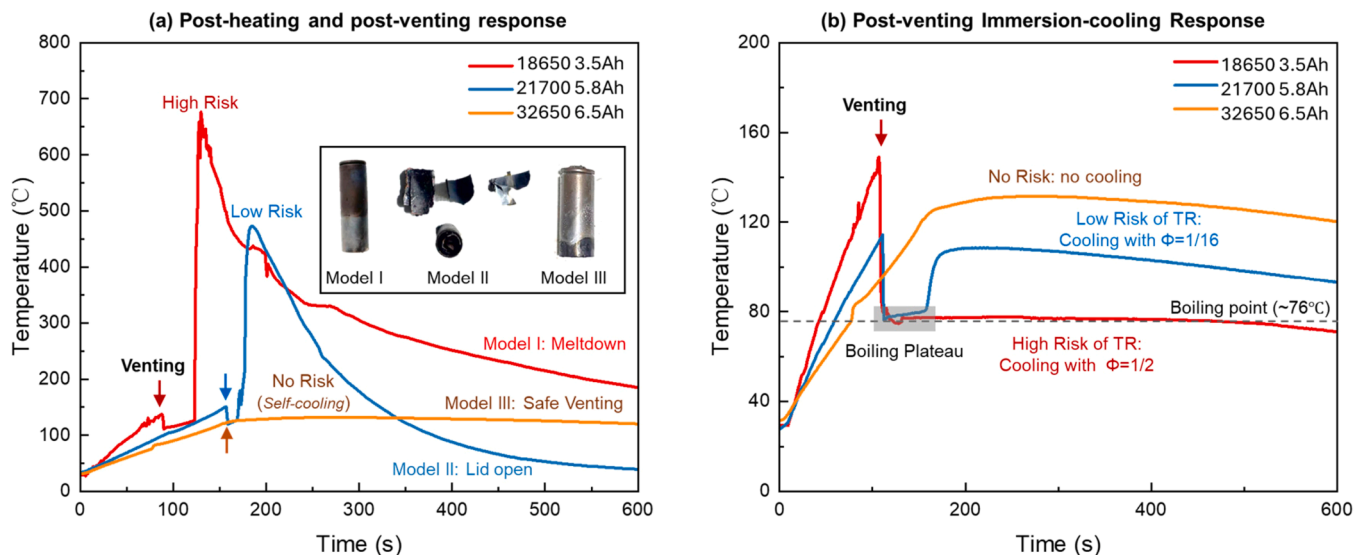 (a) Post-heating and post-venting response
800
700
600
500
400
300
200
100
0
0
100
200
300
400
500
600
Temperature (℃)
Time (s)
18650 3.5Ah
21700 5.8Ah
32650 6.5Ah
High Risk
Low Risk
Venting
Model I
Model II
Model III
No Risk
(Self-cooling)
Model I: Meltdown
Model III: Safe Venting
Model II: Lid open
(b) Post-venting Immersion-cooling Response
200
160
120
80
40
0
0
200
400
600
Temperature (℃)
Time (s)
18650 3.5Ah
21700 5.8Ah
32650 6.5Ah
Venting
No Risk: no cooling
Low Risk of TR:
Cooling with Φ=1/16
Boiling point (~76℃)
Boiling Plateau
High Risk of TR:
Cooling with Φ=1/2